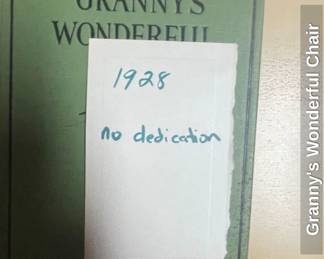 GRANNY'S
WONDERFUL
1928
no dedication
Granny's Wonderful Chair